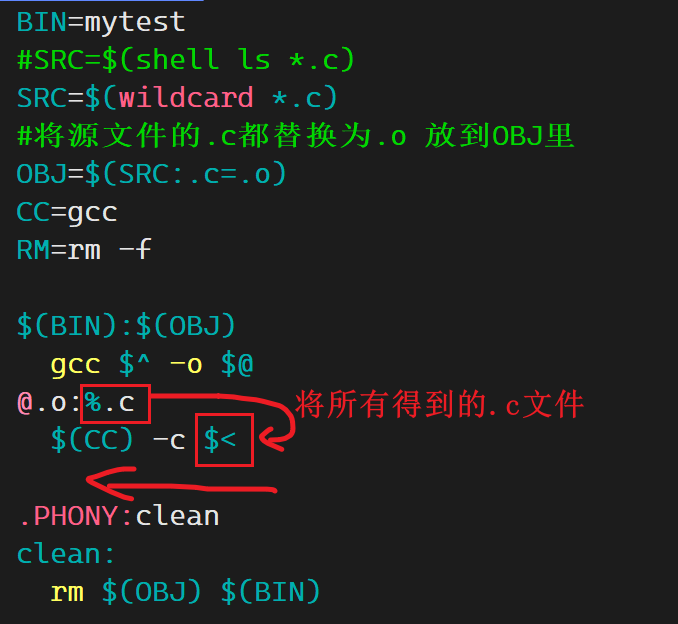 BIN=mytest
#SRC=$(shell ls *.c)
SRC=$(wildcard *.c)
#将源文件的.c都替换为.o 放到OBJ里
OBJ=$(SRC:.c=.o)
CC=gcc
RM=rm -f
$(BIN):$(OBJ)
gcc $^ -o $@
@.o:%.c
将所有得到的.c文件
$(CC) -c $<
.PHONY:clean
clean:
rm $(OBJ) $(BIN)